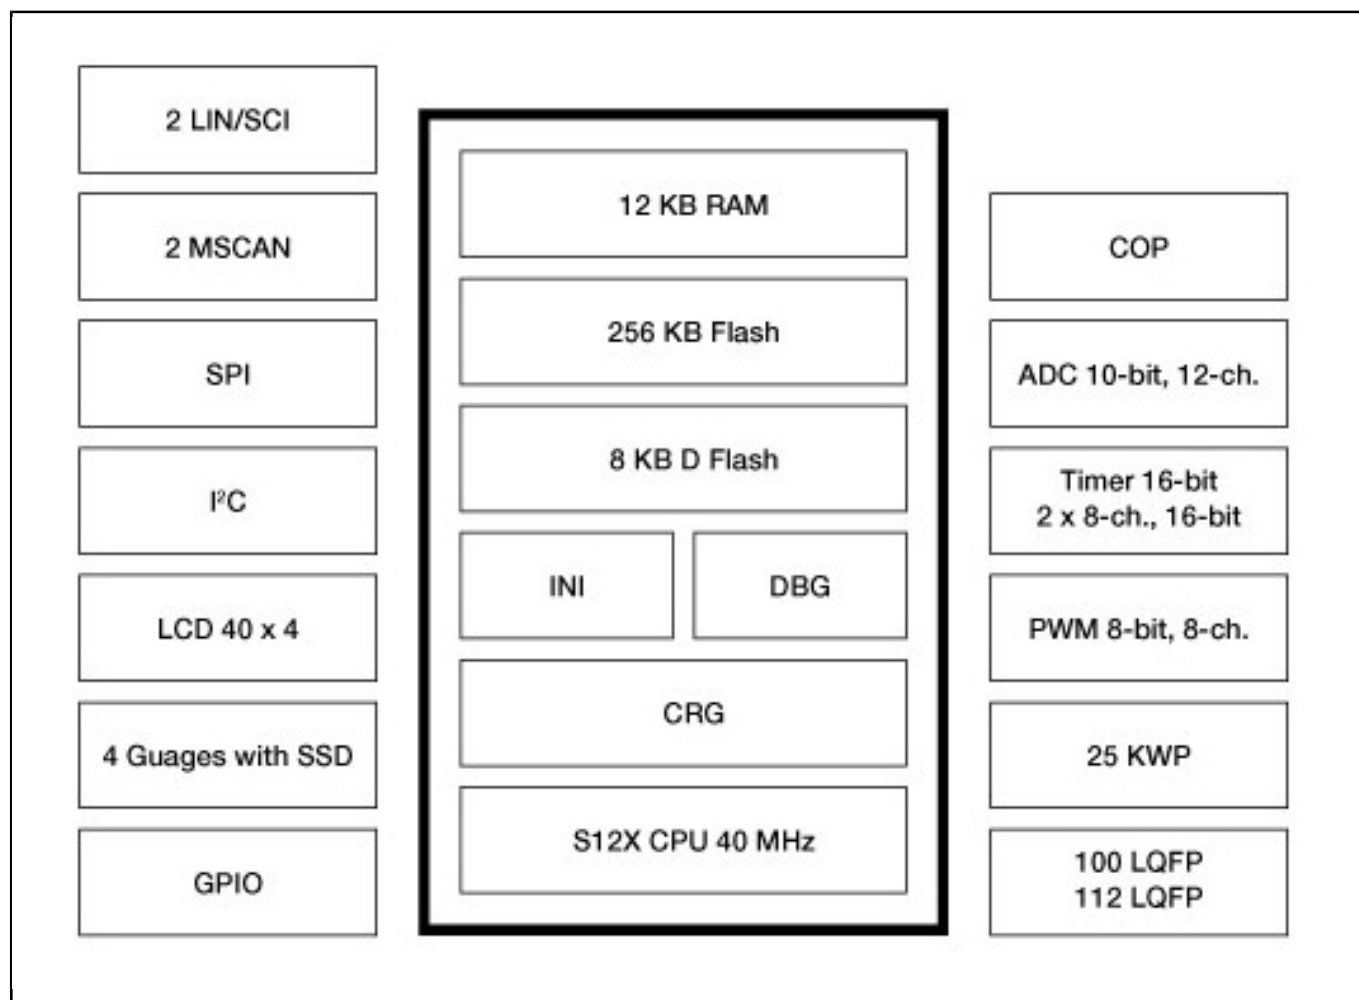 2 LIN/SCI
2 MSCAN
SPI
I²C
LCD 40 x 4
4 Guages with SSD
GPIO
12 KB RAM
256 KB Flash
8 KB D Flash
INI
DBG
CRG
S12X CPU 40 MHz
COP
ADC 10-bit, 12-ch.
Timer 16-bit
2 x 8-ch., 16-bit
PWM 8-bit, 8-ch.
25 KWP
100 LQFP
112 LQFP